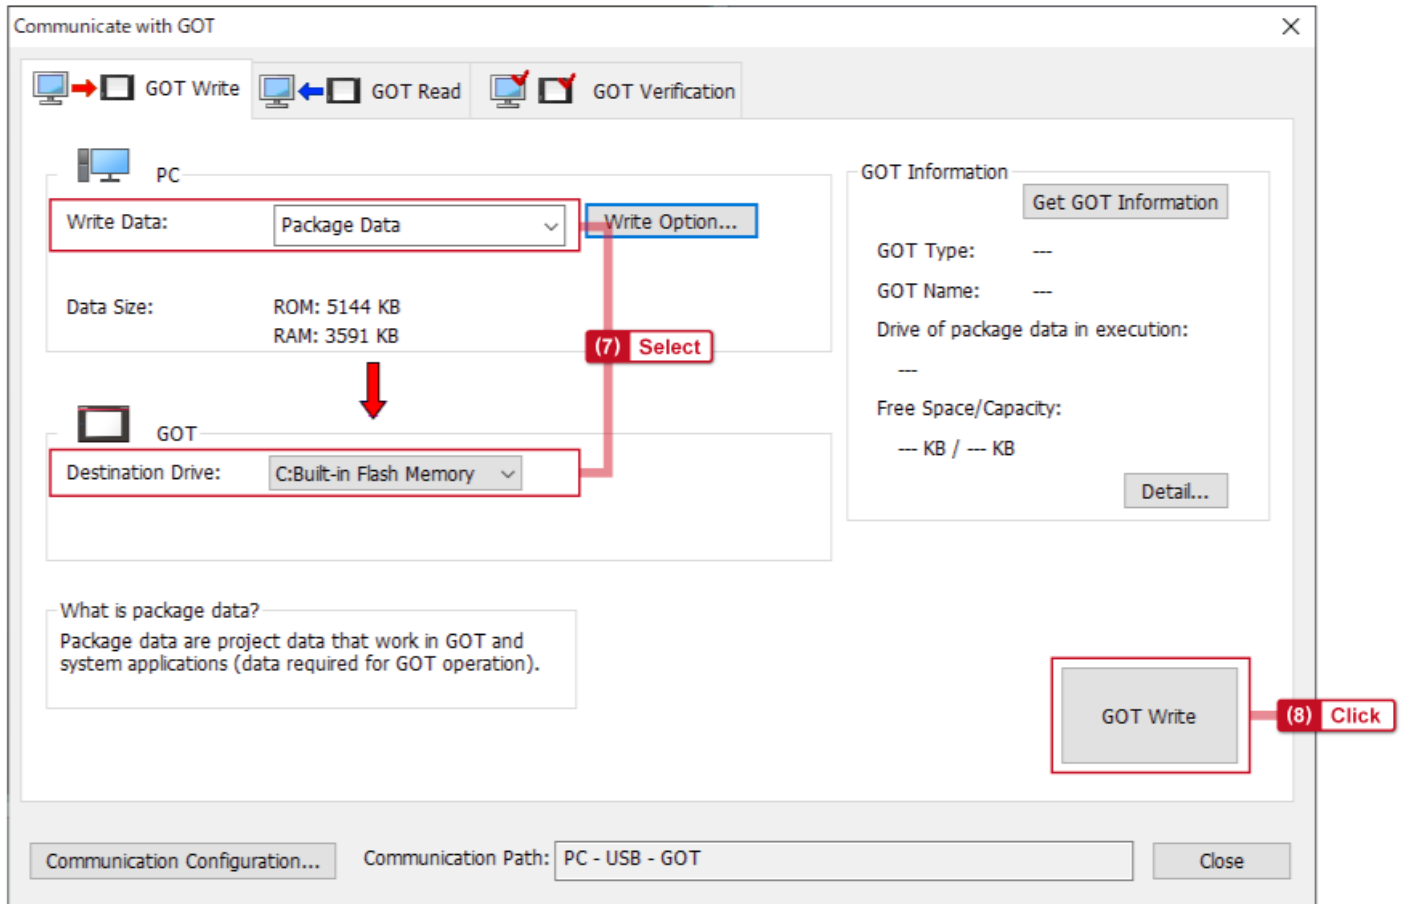 Communicate with GOT
GOT Write
GOT Read
GOT Verification
PC
Write Data:
Package Data
Write Option...
Data Size:
ROM: 5144 KB
RAM: 3591 KB
(7) Select
GOT
Destination Drive:
C:Built-in Flash Memory
What is package data?
Package data are project data that work in GOT and
system applications (data required for GOT operation).
GOT Information
Get GOT Information
GOT Type: ---
GOT Name: ---
Drive of package data in execution:
---
Free Space/Capacity:
--- KB / --- KB
Detail...
GOT Write
(8) Click
Communication Configuration...
Communication Path:
PC - USB - GOT
Close